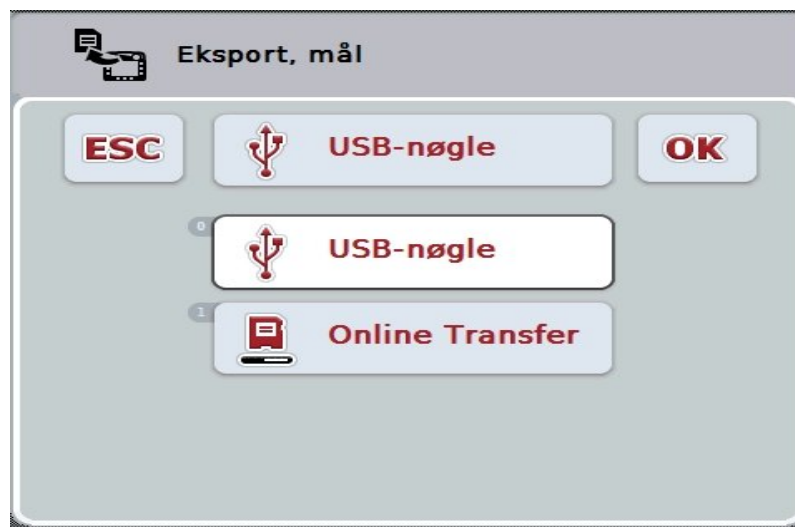 Eksport, mål
ESC
USB-nøgle
OK
0
USB-nøgle
1
Online Transfer